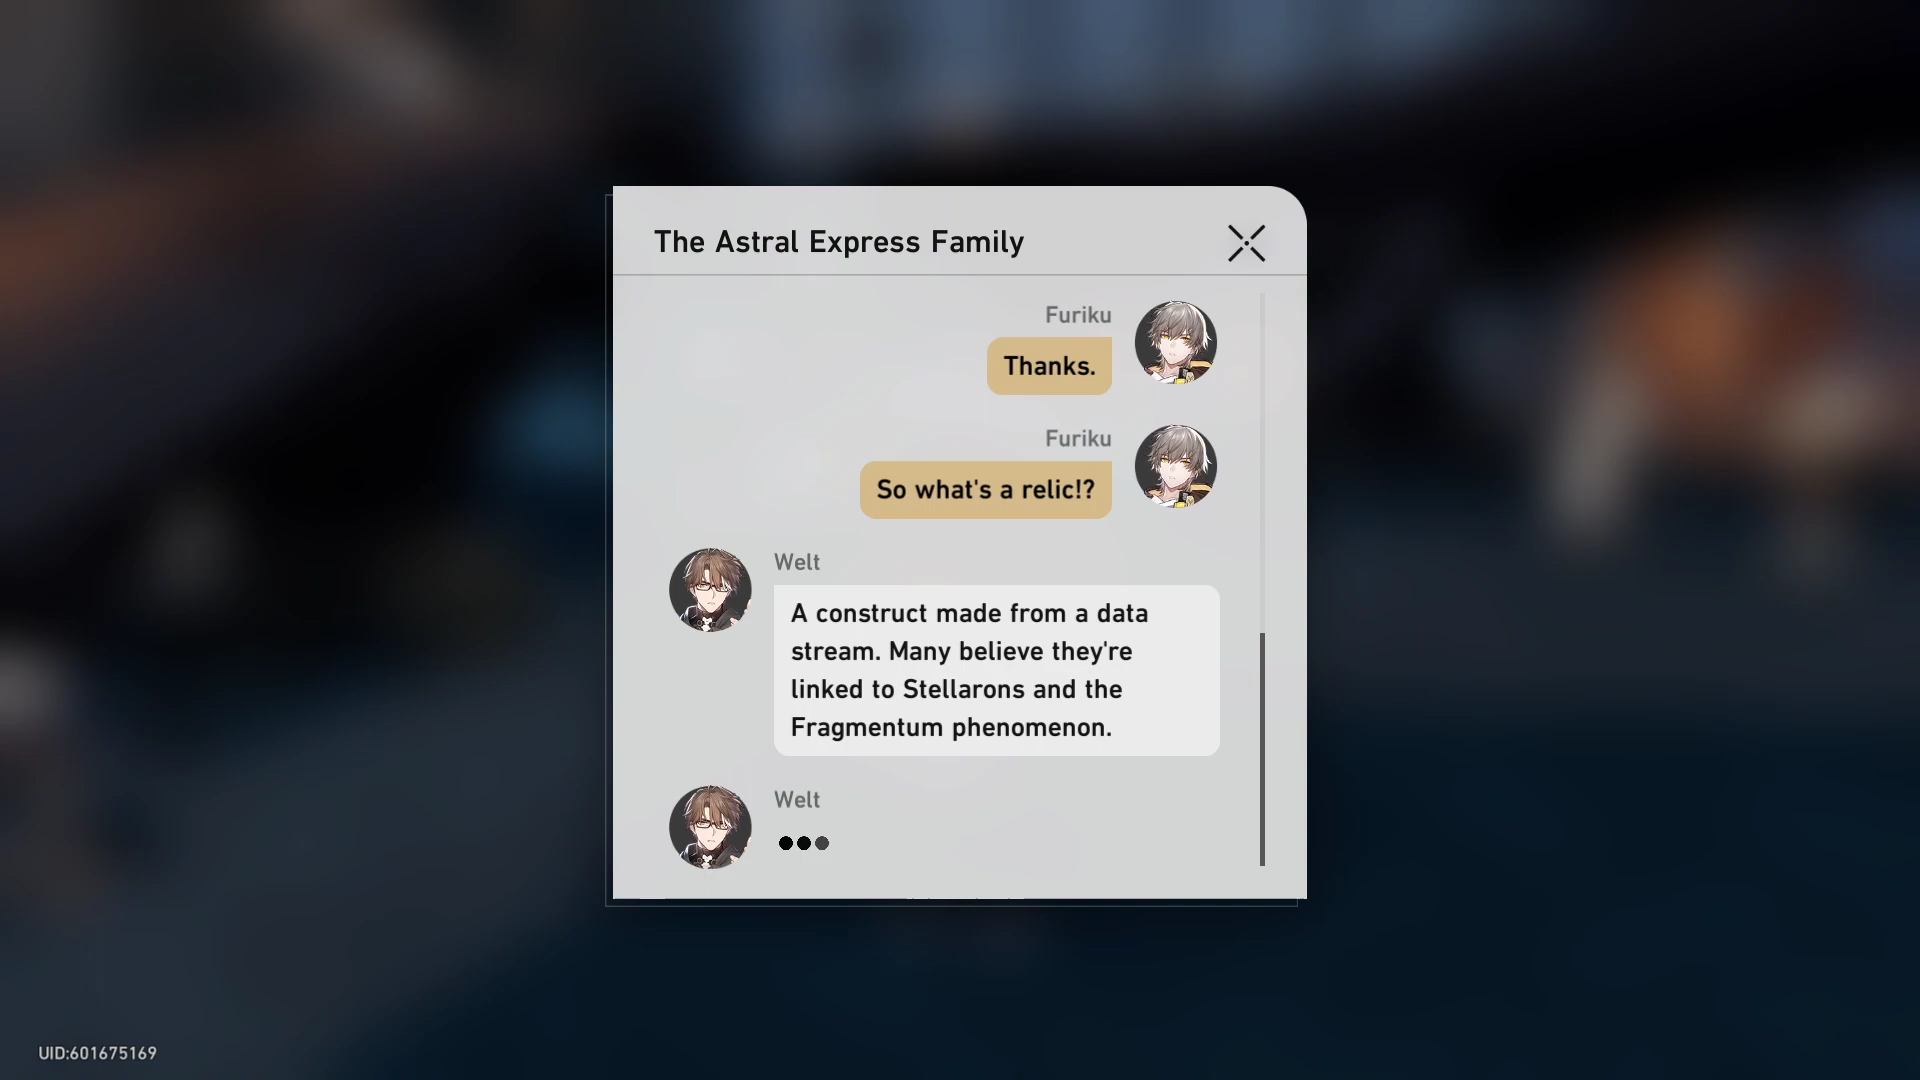 The Astral Express Family
Furiku
Thanks.
Furiku
So what's a relic!?
Welt
A construct made from a data
stream. Many believe they're
linked to Stellarons and the
Fragmentum phenomenon.
Welt
UID:601675169